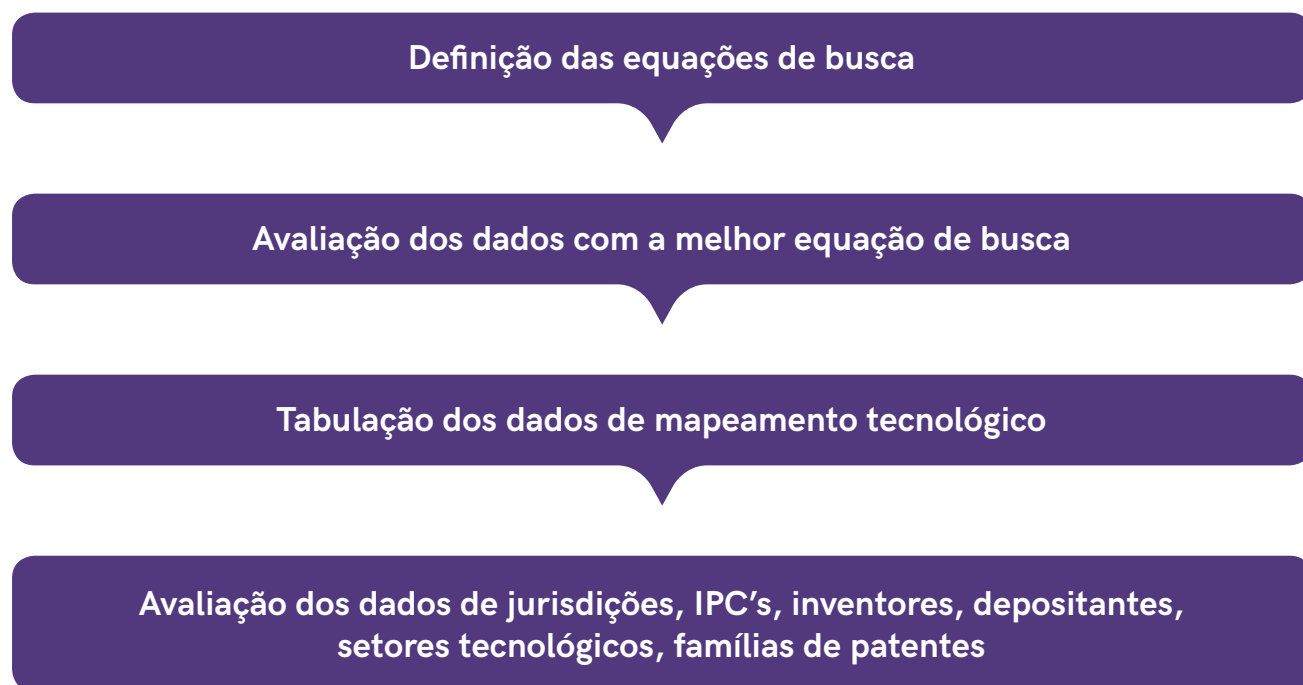 Definição das equações de busca
Avaliação dos dados com a melhor equação de busca
Tabulação dos dados de mapeamento tecnológico
Avaliação dos dados de jurisdições, IPC’s, inventores, depositantes,
setores tecnológicos, famílias de patentes